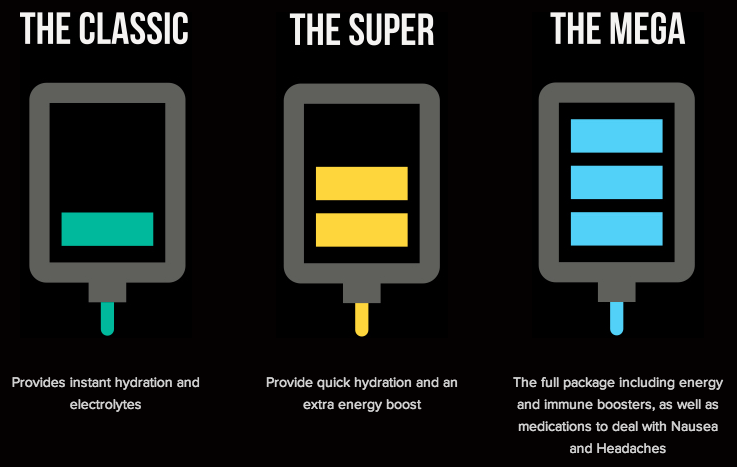 THE CLASSIC
THE SUPER
THE MEGA
Provides instant hydration and
electrolytes
Provide quick hydration and an
extra energy boost
The full package including energy
and immune boosters, as well as
medications to deal with Nausea
and Headaches